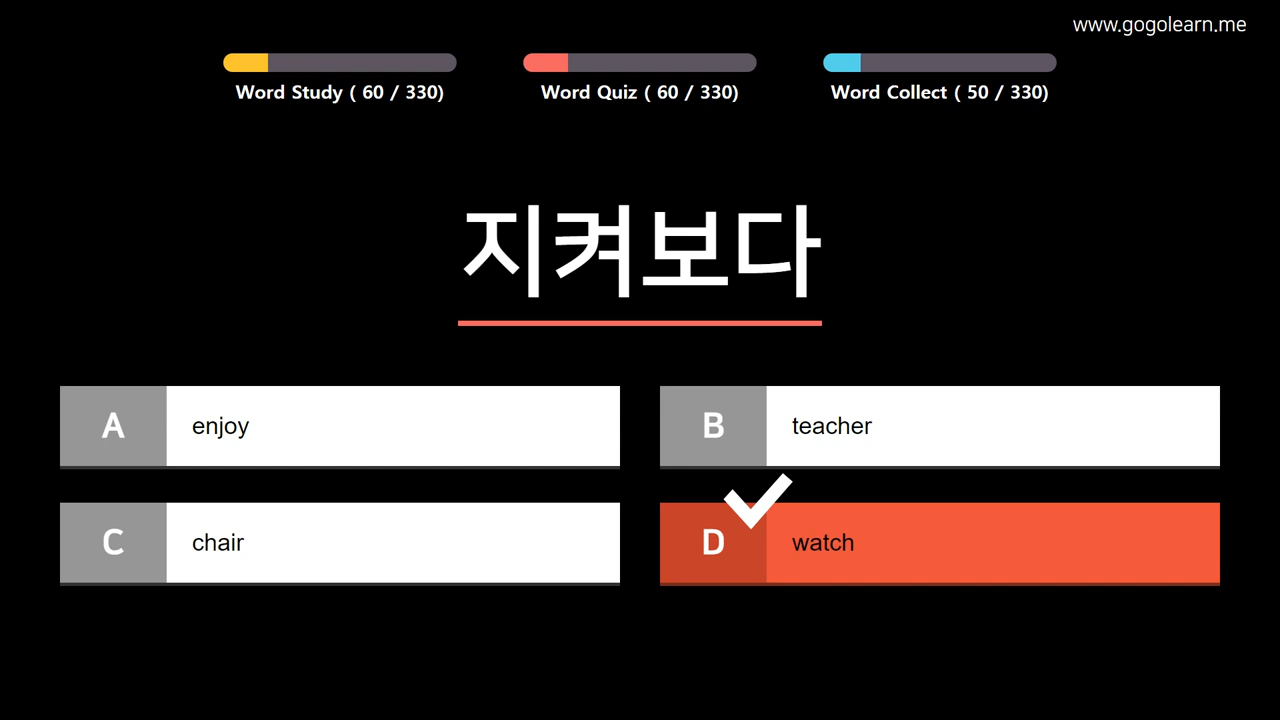 www.gogolearn.me
Word Study ( 60 / 330)
Word Quiz ( 60 / 330)
Word Collect ( 50 / 330)
지켜보다
A enjoy
B teacher
C chair
D watch